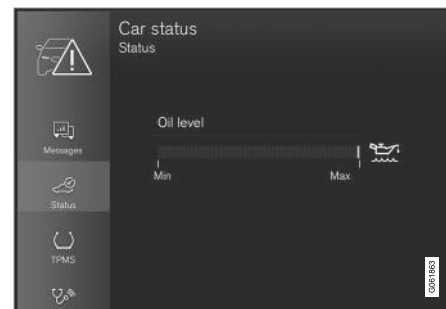 Car status
Status
Messages
Status
TPMS
Oil level
Min Max
G061863